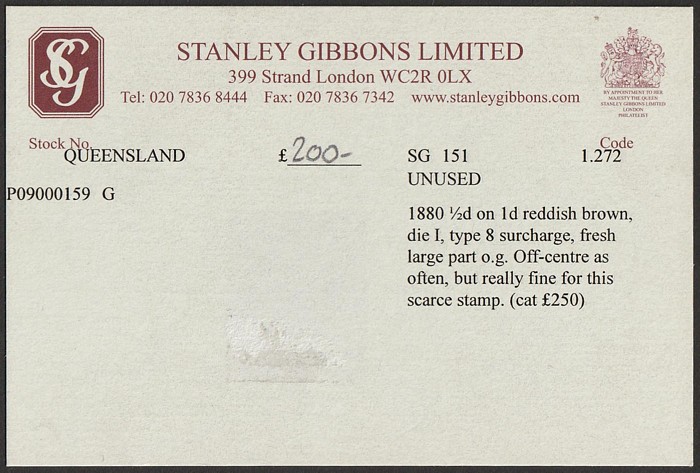 SG
STANLEY GIBBONS LIMITED
399 Strand London WC2R 0LX
Tel: 020 7836 8444 Fax: 020 7836 7342 www.stanleygibbons.com
BY APPOINTMENT TO HER
MAJESTY THE QUEEN
STANLEY GIBBONS LIMITED
LONDON
PHILATELIST
Stock No. Code
QUEENSLAND £200- SG 151 1.272
UNUSED
P09000159 G
1880 ½d on 1d reddish brown,
die I, type 8 surcharge, fresh
large part o.g. Off-centre as
often, but really fine for this
scarce stamp. (cat £250)